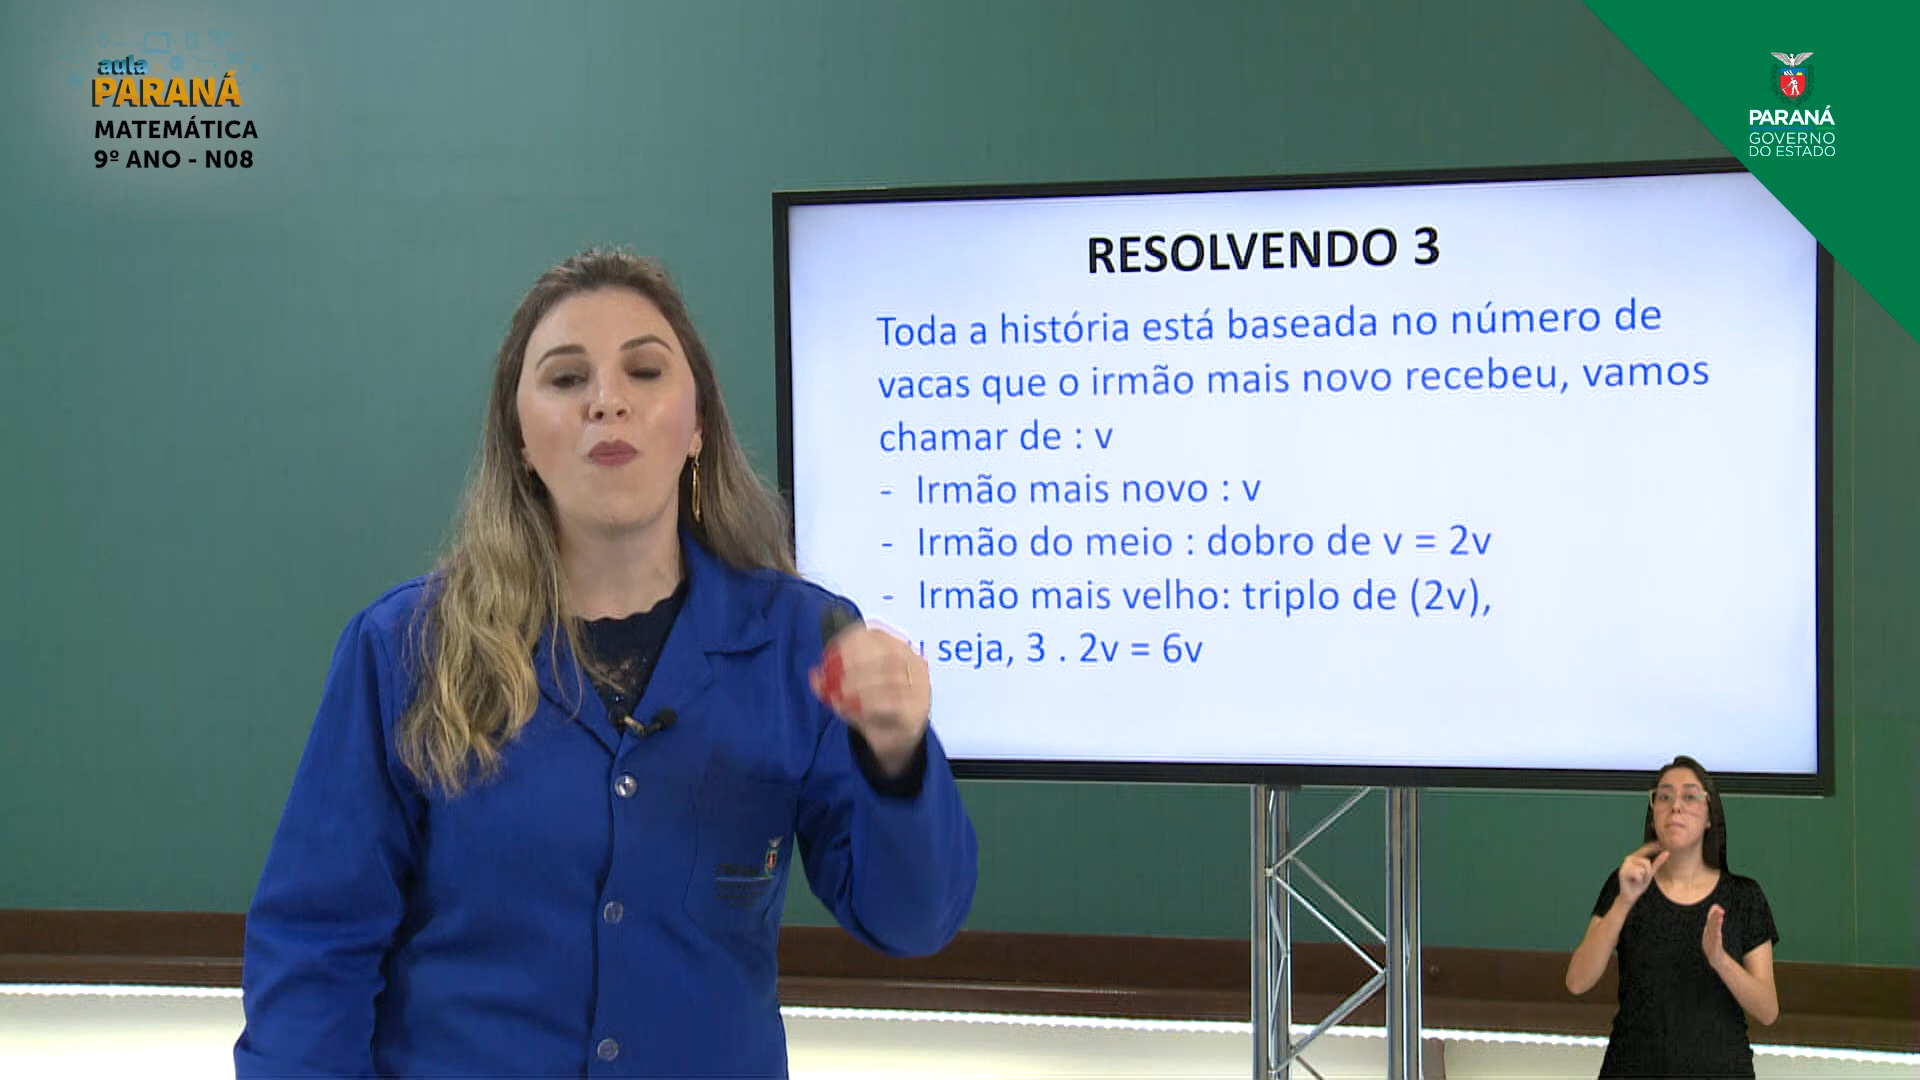 aula
PARANÁ
MATEMÁTICA
9º ANO - N08
PARANÁ
GOVERNO
DO ESTADO
RESOLVENDO 3
Toda a história está baseada no número de
vacas que o irmão mais novo recebeu, vamos
chamar de : v
- Irmão mais novo : v
- Irmão do meio : dobro de v = 2v
- Irmão mais velho: triplo de (2v),
seja, 3 . 2v = 6v